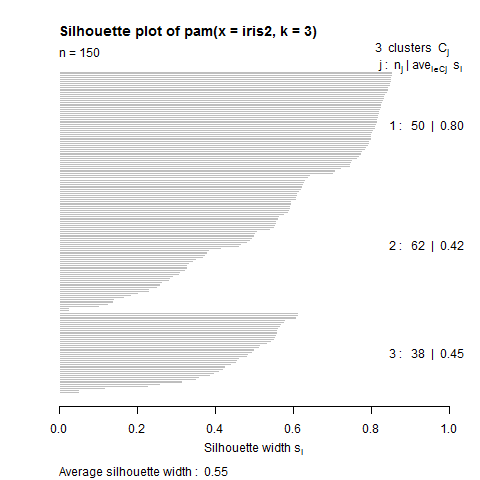 Silhouette plot of pam(x = iris2, k = 3)
n = 150
3 clusters Cj
j : nj | avei∈Cj si
1 : 50 | 0.80
2 : 62 | 0.42
3 : 38 | 0.45
0.0 0.2 0.4 0.6 0.8 1.0
Silhouette width si
Average silhouette width : 0.55